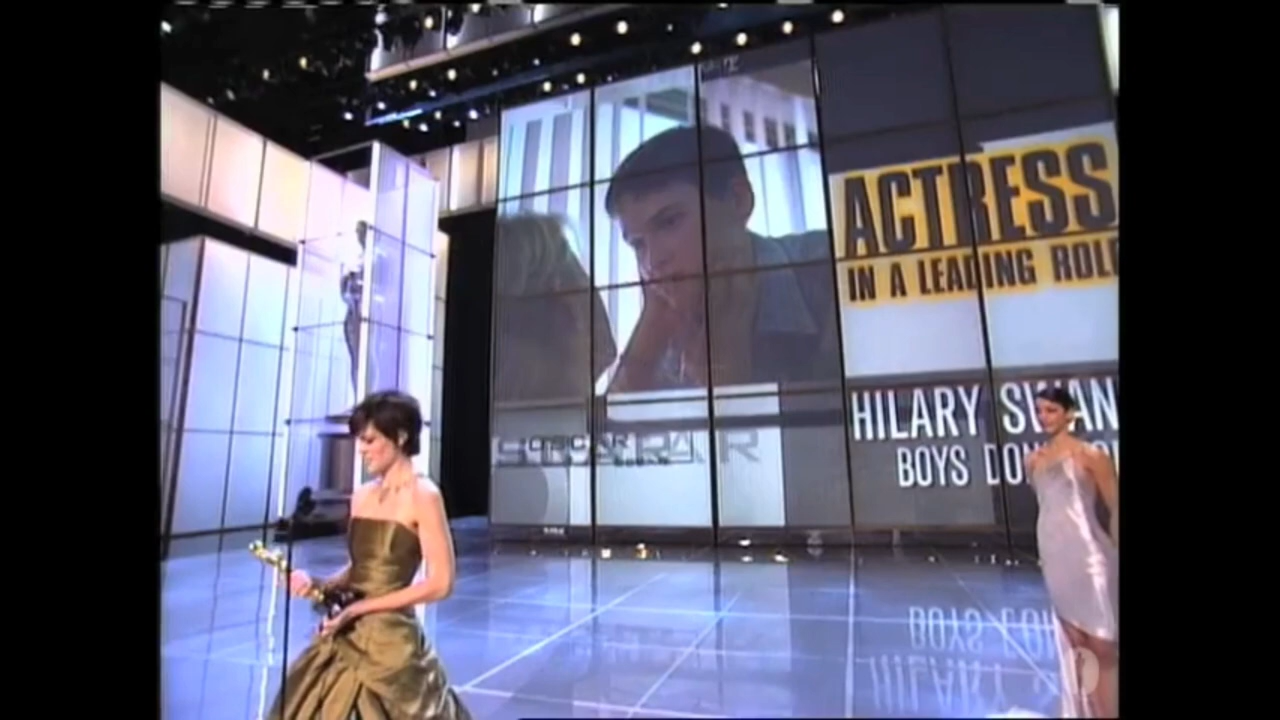 ACTRESS
IN A LEADING ROLE
HILARY SWAN
BOYS DON